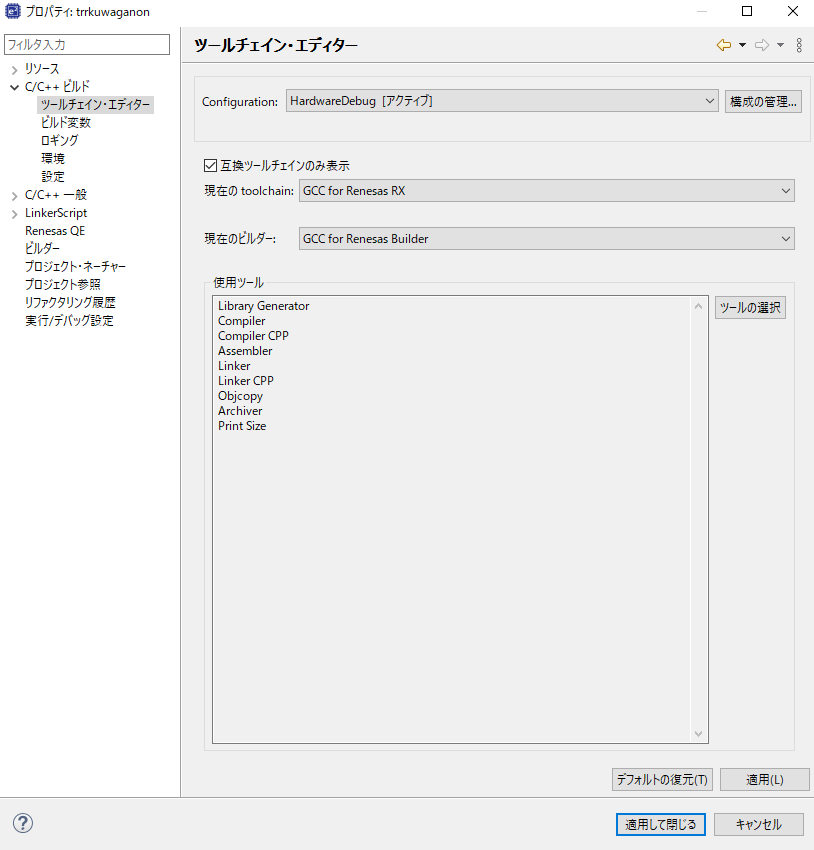 プロパティ: trrkuwaganon
フィルタ入力
リソース
C/C++ ビルド
ツールチェイン・エディター
ビルド変数
ロギング
環境
設定
C/C++ 一般
LinkerScript
Renesas QE
ビルダー
プロジェクト・ネーチャー
プロジェクト参照
リファクタリング履歴
実行/デバッグ設定
ツールチェイン・エディター
Configuration: HardwareDebug [アクティブ] 構成の管理...
互換ツールチェインのみ表示
現在の toolchain: GCC for Renesas RX
現在のビルダー: GCC for Renesas Builder
使用ツール
Library Generator
Compiler
Compiler CPP
Assembler
Linker
Linker CPP
Objcopy
Archiver
Print Size
ツールの選択
デフォルトの復元(T) 適用(L)
適用して閉じる キャンセル